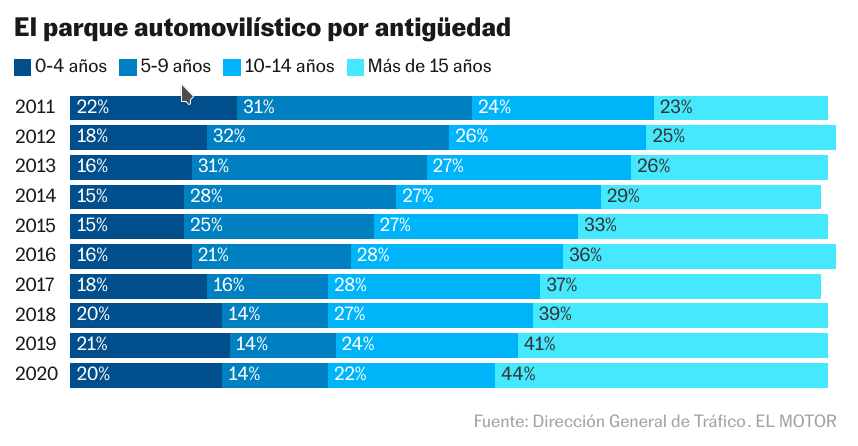 El parque automovilístico por antigüedad
0-4 años 5-9 años 10-14 años Más de 15 años
2011 22% 31% 24% 23%
2012 18% 32% 26% 25%
2013 16% 31% 27% 26%
2014 15% 28% 27% 29%
2015 15% 25% 27% 33%
2016 16% 21% 28% 36%
2017 18% 16% 28% 37%
2018 20% 14% 27% 39%
2019 21% 14% 24% 41%
2020 20% 14% 22% 44%
Fuente: Dirección General de Tráfico. EL MOTOR